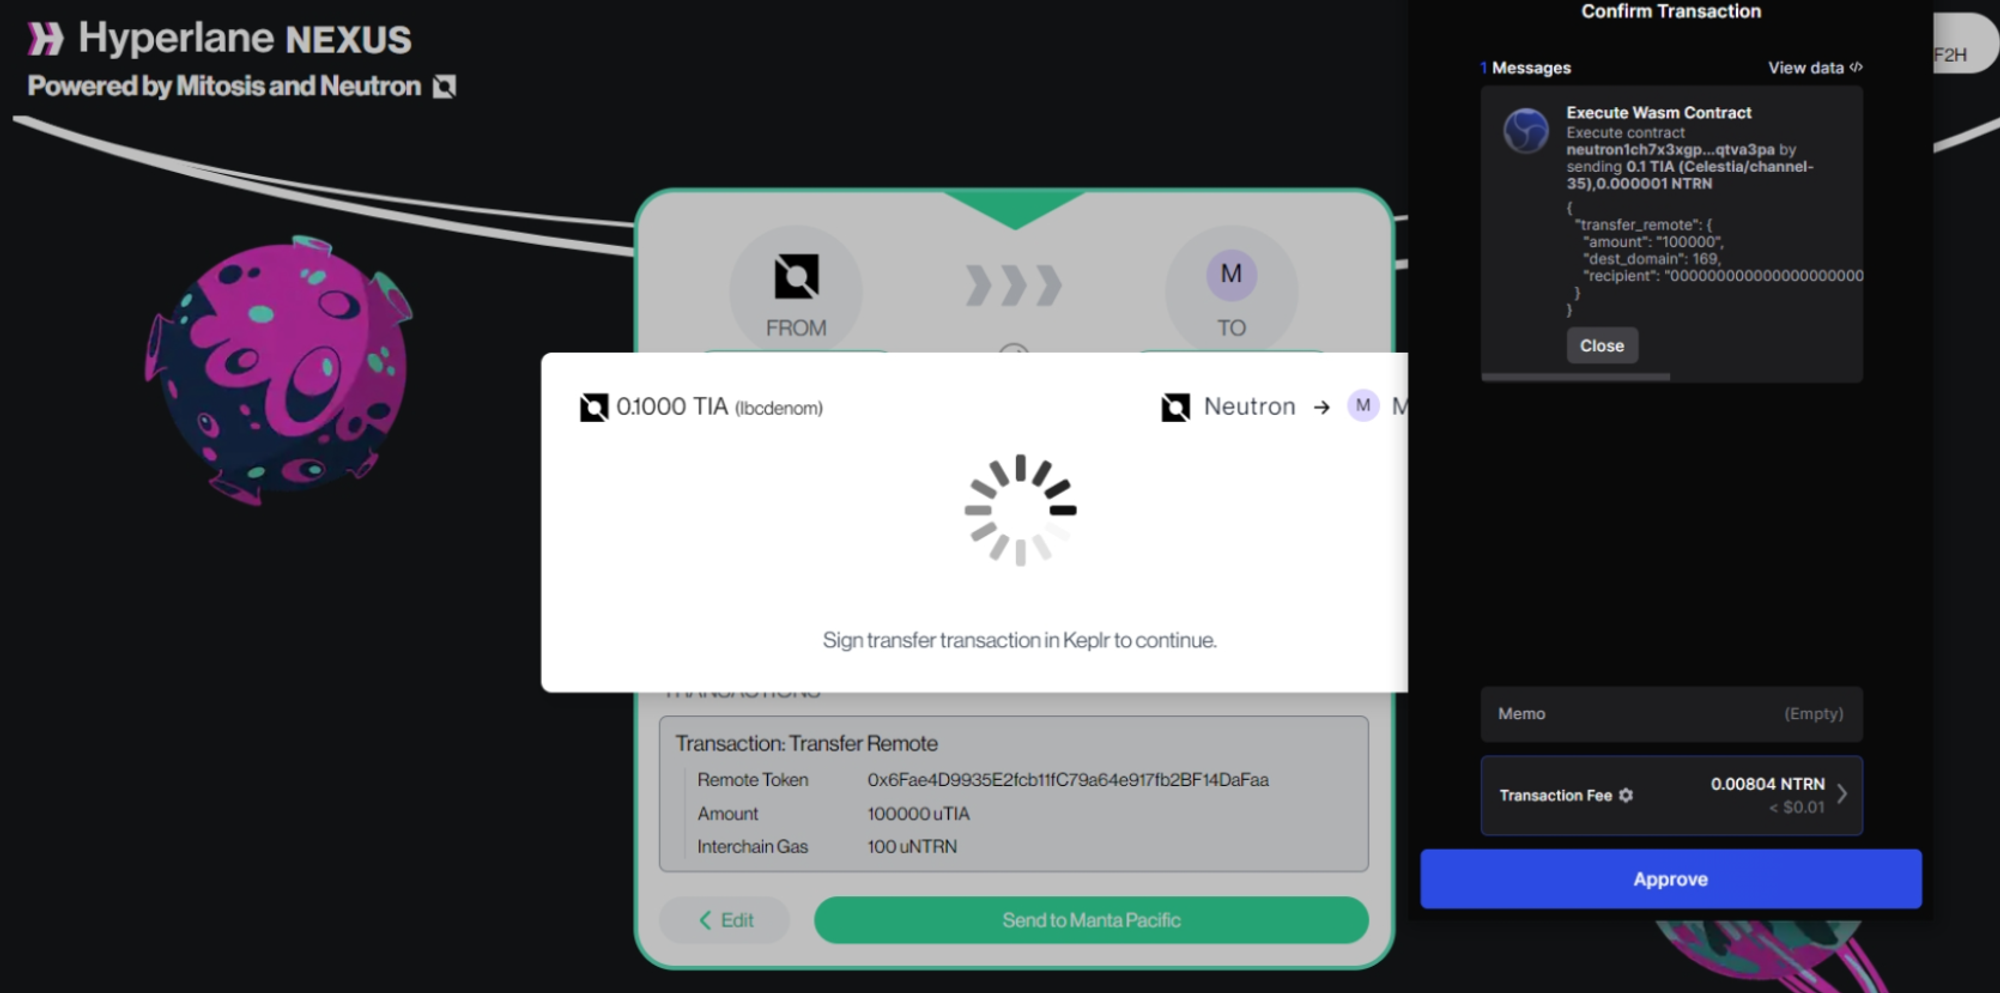 Hyperlane NEXUS
Powered by Mitosis and Neutron
FROM
M
TO
0.1000 TIA (Ibcdenom)
Neutron → M M
Sign transfer transaction in Keplr to continue.
TRANSACTIONS
Transaction: Transfer Remote
Remote Token 0x6Fae4D9935E2fcb11fC79a64e917fb2BF14DaFaa
Amount 100000 uTIA
Interchain Gas 100 uNTRN
Edit
Send to Manta Pacific
Confirm Transaction
F2H
1 Messages
View data </>
Execute Wasm Contract
Execute contract
neutron1ch7x3xgp...qtva3pa by
sending 0.1 TIA (Celestia/channel-
35),0.000001 NTRN
{
"transfer_remote": {
"amount": "100000",
"dest_domain": 169,
"recipient": "0000000000000000000000
}
}
Close
Memo (Empty)
Transaction Fee 0.00804 NTRN
< $0.01
Approve